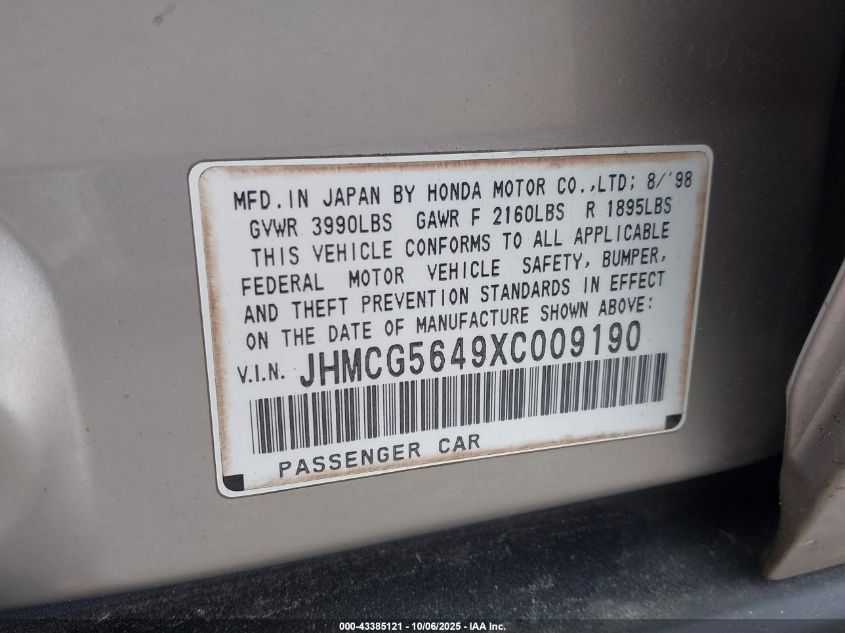 MFD.IN JAPAN BY HONDA MOTOR CO.,LTD; 8/'98
GVWR 3990LBS GAWR F 2160LBS R 1895LBS
THIS VEHICLE CONFORMS TO ALL APPLICABLE
FEDERAL MOTOR VEHICLE SAFETY, BUMPER,
AND THEFT PREVENTION STANDARDS IN EFFECT
ON THE DATE OF MANUFACTURE SHOWN ABOVE:
V.I.N. JHMCG5649XC009190
PASSENGER CAR
000-43385121 - 10/06/2025 - IAA Inc.